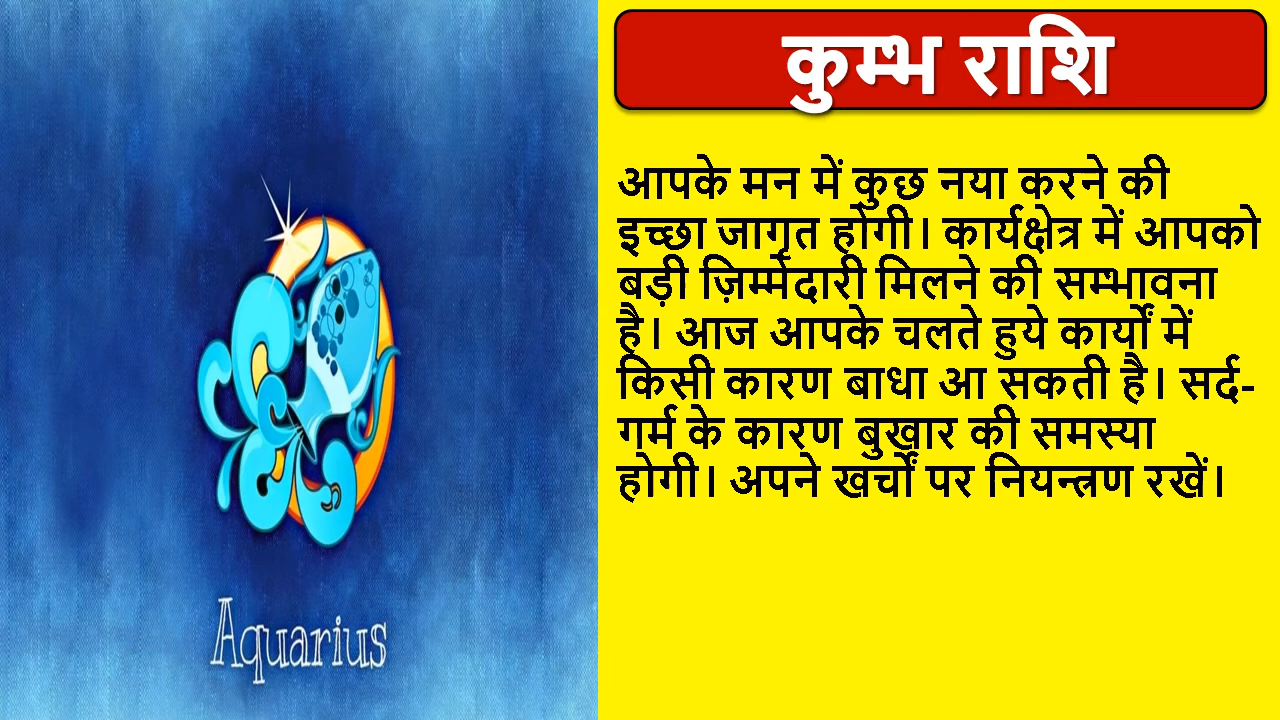 कुम्भ राशि
आपके मन में कुछ नया करने की
इच्छा जागृत होगी। कार्यक्षेत्र में आपको
बड़ी ज़िम्मेदारी मिलने की सम्भावना
है। आज आपके चलते हुये कार्यों में
किसी कारण बाधा आ सकती है। सर्द-
गर्म के कारण बुखार की समस्या
होगी। अपने खर्चों पर नियन्त्रण रखें।
Aquarius